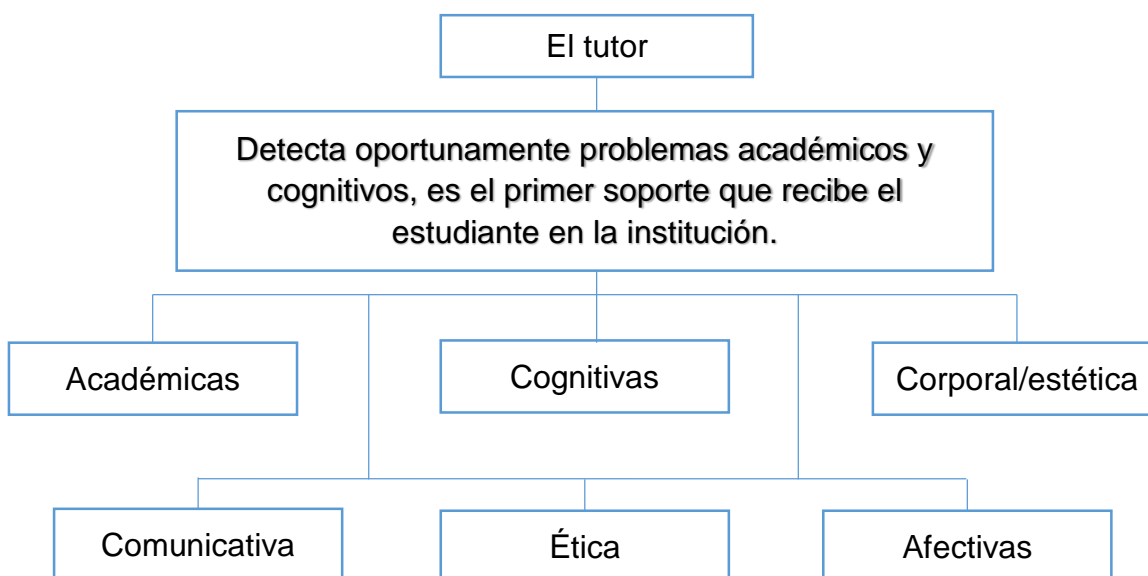 El tutor
Detecta oportunamente problemas académicos y
cognitivos, es el primer soporte que recibe el
estudiante en la institución.
Académicas
Cognitivas
Corporal/estética
Comunicativa
Ética
Afectivas